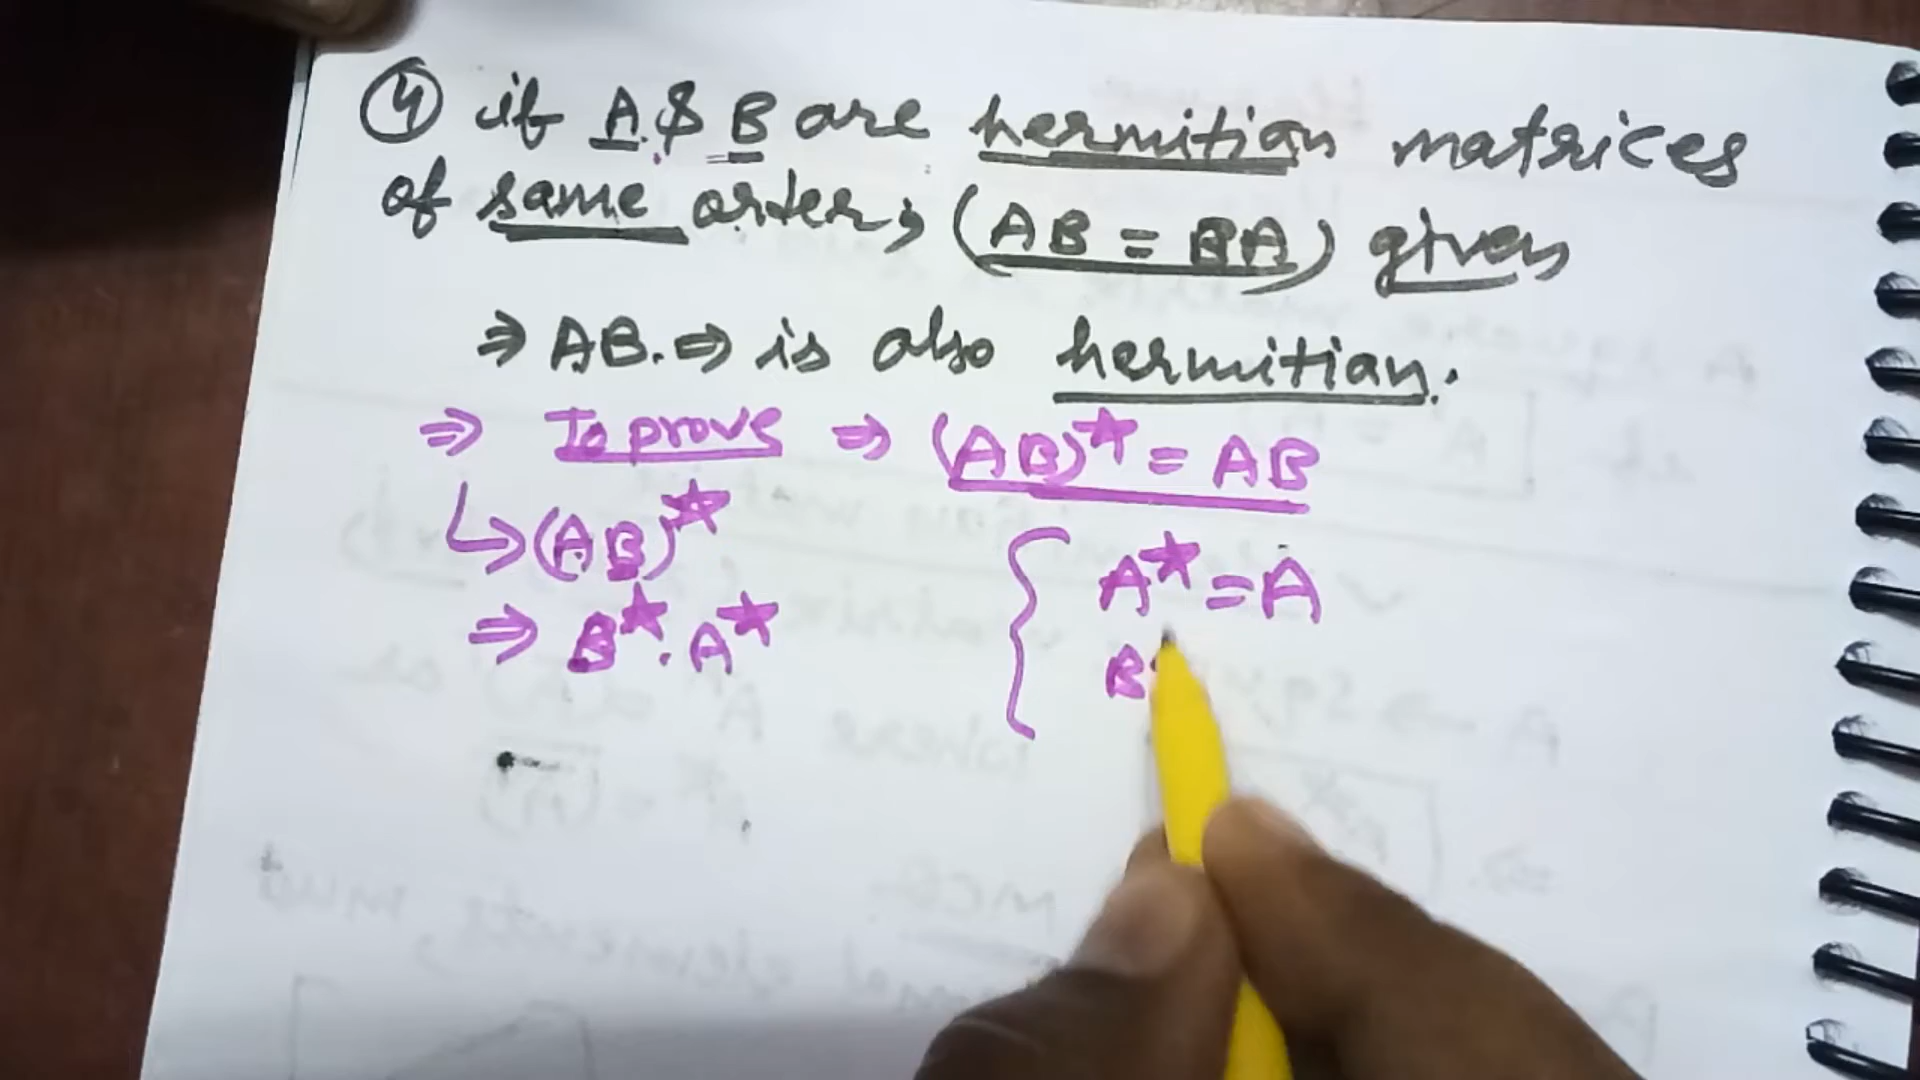 ④ if A & B are hermitian matrices
of same order, (AB = BA) given
⇒ AB. ⇒ is also hermitian.
⇒ To prove ⇒ (AB)* = AB
↳ (AB)*
⇒ B*. A*
A* = A
B